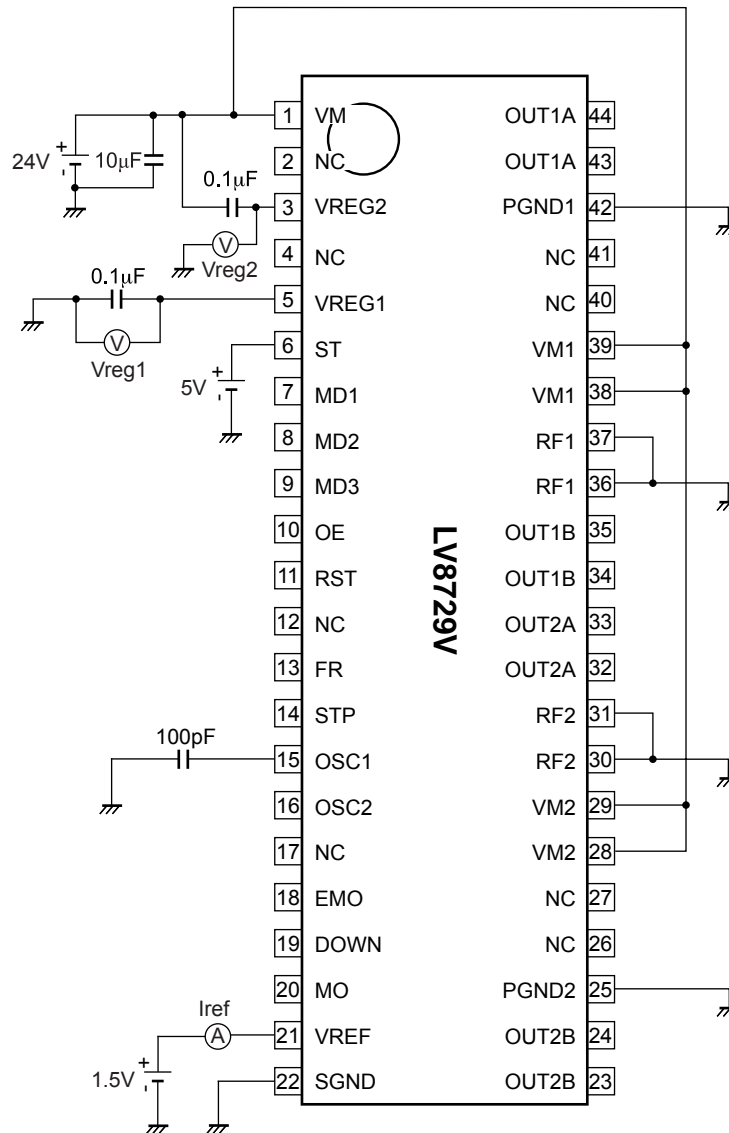 1 VM OUT1A 44
24V + - 10μF
2 NC OUT1A 43
0.1μF
3 VREG2 PGND1 42
V
Vreg2
4 NC NC 41
0.1μF
5 VREG1 NC 40
V
Vreg1
6 ST VM1 39
5V + -
7 MD1 VM1 38
8 MD2 RF1 37
9 MD3 RF1 36
10 OE OUT1B 35
11 RST OUT1B 34
LV8729V
12 NC OUT2A 33
13 FR OUT2A 32
14 STP RF2 31
100pF
15 OSC1 RF2 30
16 OSC2 VM2 29
17 NC VM2 28
18 EMO NC 27
19 DOWN NC 26
20 MO PGND2 25
Iref
A
21 VREF OUT2B 24
1.5V + -
22 SGND OUT2B 23